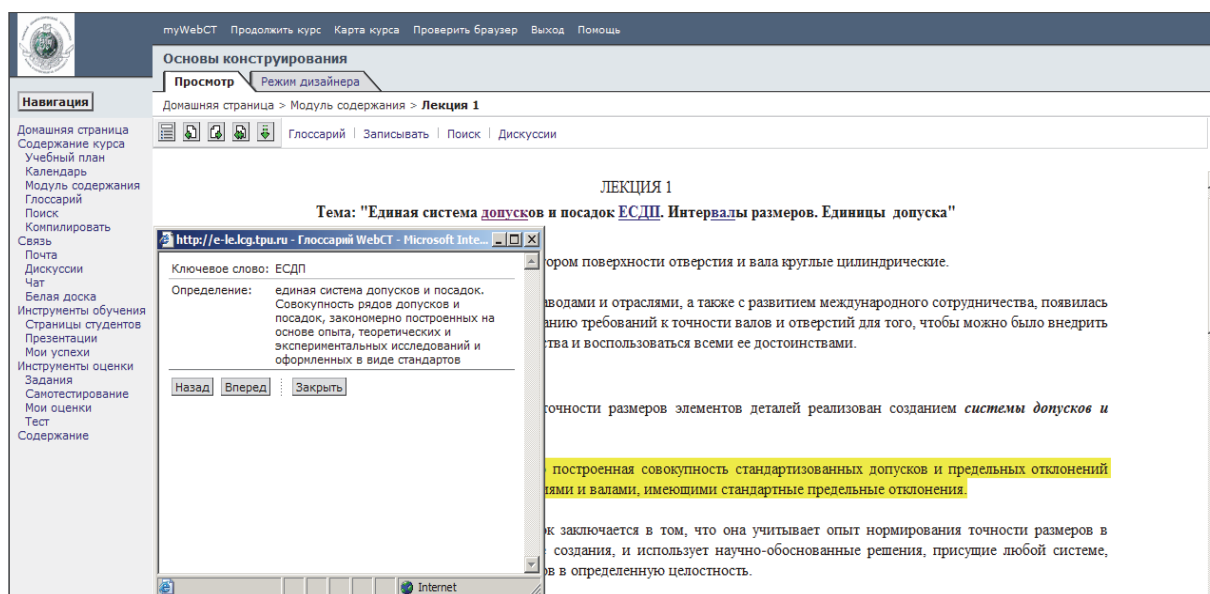 myWebCT Продолжить курс Карта курса Проверить браузер Выход Помощь
Основы конструирования
Просмотр Режим дизайнера
Домашняя страница > Модуль содержания > Лекция 1
Глоссарий Записывать Поиск Дискуссии
Навигация
Домашняя страница
Содержание курса
Учебный план
Календарь
Модуль содержания
Глоссарий
Поиск
Компилировать
Связь
Почта
Дискуссии
Чат
Белая доска
Инструменты обучения
Страницы студентов
Презентации
Мои успехи
Инструменты оценки
Задания
Самотестирование
Мои оценки
Тест
Содержание
ЛЕКЦИЯ 1
Тема: "Единая система допусков и посадок ЕСДП. Интервалы размеров. Единицы допуска"
http://e-le.lcg.tpu.ru - Глоссарий WebCT - Microsoft Inte...
Ключевое слово: ЕСДП
Определение: единая система допусков и посадок.
Совокупность рядов допусков и
посадок, закономерно построенных на
основе опыта, теоретических и
экспериментальных исследований и
оформленных в виде стандартов
Назад Вперед Закрыть
Internet
тором поверхности отверстия и вала круглые цилиндрические.
водами и отраслями, а также с развитием международного сотрудничества, появилась
анию требований к точности валов и отверстий для того, чтобы можно было внедрить
тва и воспользоваться всеми ее достоинствами.
точности размеров элементов деталей реализован созданием системы допусков и
построенная совокупность стандартизованных допусков и предельных отклонений
иями и валами, имеющими стандартные предельные отклонения.
ок заключается в том, что она учитывает опыт нормирования точности размеров в
создания, и использует научно-обоснованные решения, присущие любой системе,
ов в определенную целостность.